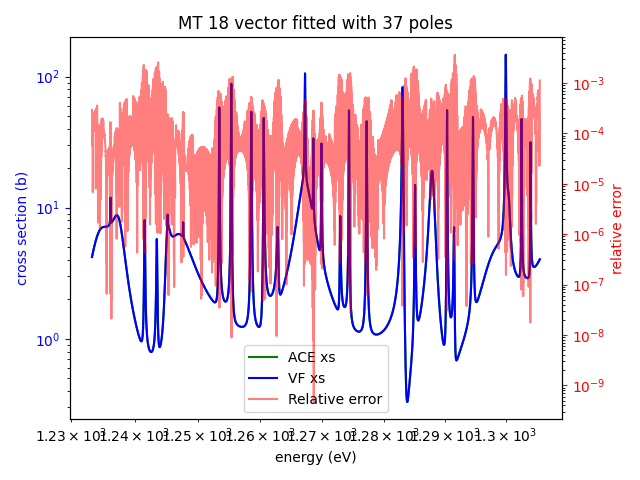 MT 18 vector fitted with 37 poles
cross section (b)
10² 10¹ 10⁰
10⁻³ 10⁻⁴ 10⁻⁵ 10⁻⁶ 10⁻⁷ 10⁻⁸ 10⁻⁹
relative error
ACE xs
VF xs
Relative error
1.23 × 10³ 1.24 × 10³ 1.25 × 10³ 1.26 × 10³ 1.27 × 10³ 1.28 × 10³ 1.29 × 10³ 1.3 × 10³
energy (eV)